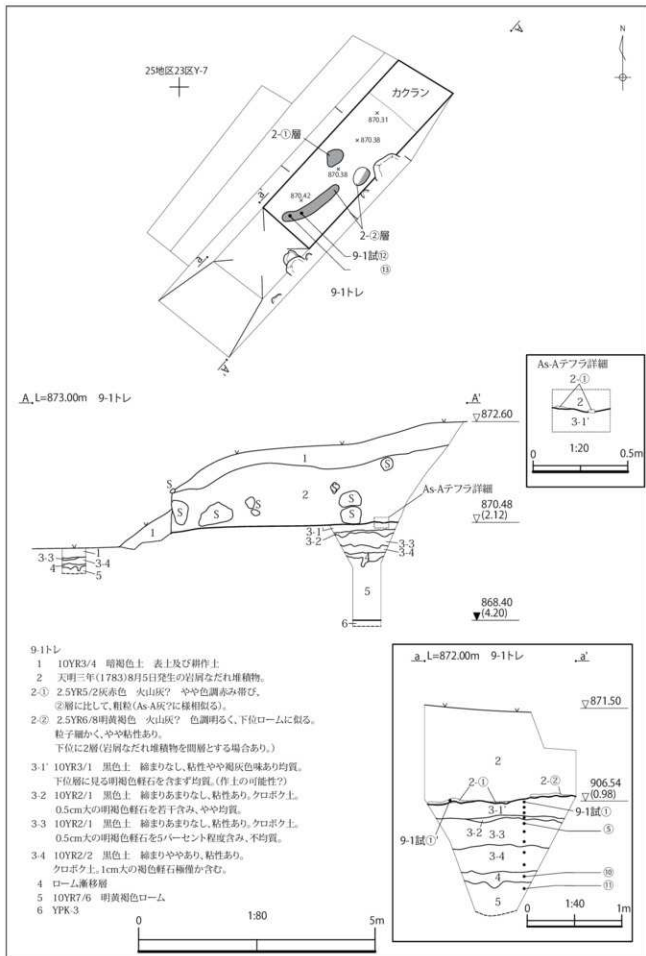 25地区23区Y-7
A
N
カクラン
870.31
870.38
2-①層
870.38
a'
870.42
2-②層
9-1試⑫
⑬
a
9-1トレ
A'
As-Aテフラ詳細
2-①
2
3-1'
1:20
0 0.5m
A L=873.00m 9-1トレ
A'
872.60
1
S
2
S
S
S
S
S
S
As-Aテフラ詳細
870.48
(2.12)
1
3-1
3-2
3-3
3-4
1
3-3
3-4
4
5
4
5
868.40
(4.20)
6
9-1トレ
1 10YR3/4 暗褐色土 表土及び耕作土
2 天明三年(1783)8月5日発生の岩屑なだれ堆積物。
2-① 2.5YR5/2灰赤色 火山灰? やや色調赤み帯び、
②層に比して、粗粒(As-A灰?に様相似る)。
2-② 2.5YR6/8明黄褐色 火山灰? 色調明るく、下位ロームに似る。
粒子細かく、やや粘性あり。
下位に2層(岩屑なだれ堆積物を間層とする場合あり。)
3-1' 10YR3/1 黒色土 締まりなし、粘性やや褐灰色味あり均質。
下位層に見る明褐色軽石を含まず均質。(作土の可能性?)
3-2 10YR2/1 黒色土 締まりあまりなし、粘性あり。クロボク土。
0.5cm大の明褐色軽石を若干含み、やや均質。
3-3 10YR2/1 黒色土 締まりあまりなし、粘性あり。クロボク土。
0.5cm大の明褐色軽石を5パーセント程度含み、不均質。
3-4 10YR2/2 黒色土 締まりややあり、粘性あり。
クロボク土。1cm大の褐色軽石極僅か含む。
4 ローム漸移層
5 10YR7/6 明黄褐色ローム
6 YPK-3
0 1:80 5m
a L=872.00m 9-1トレ
a'
871.50
2
2-①
2-②
906.54
(0.98)
3-1'
9-1試①'
9-1試①
3-2
3-3
⑤
3-4
4
⑩
⑪
5
0 1:40 1m